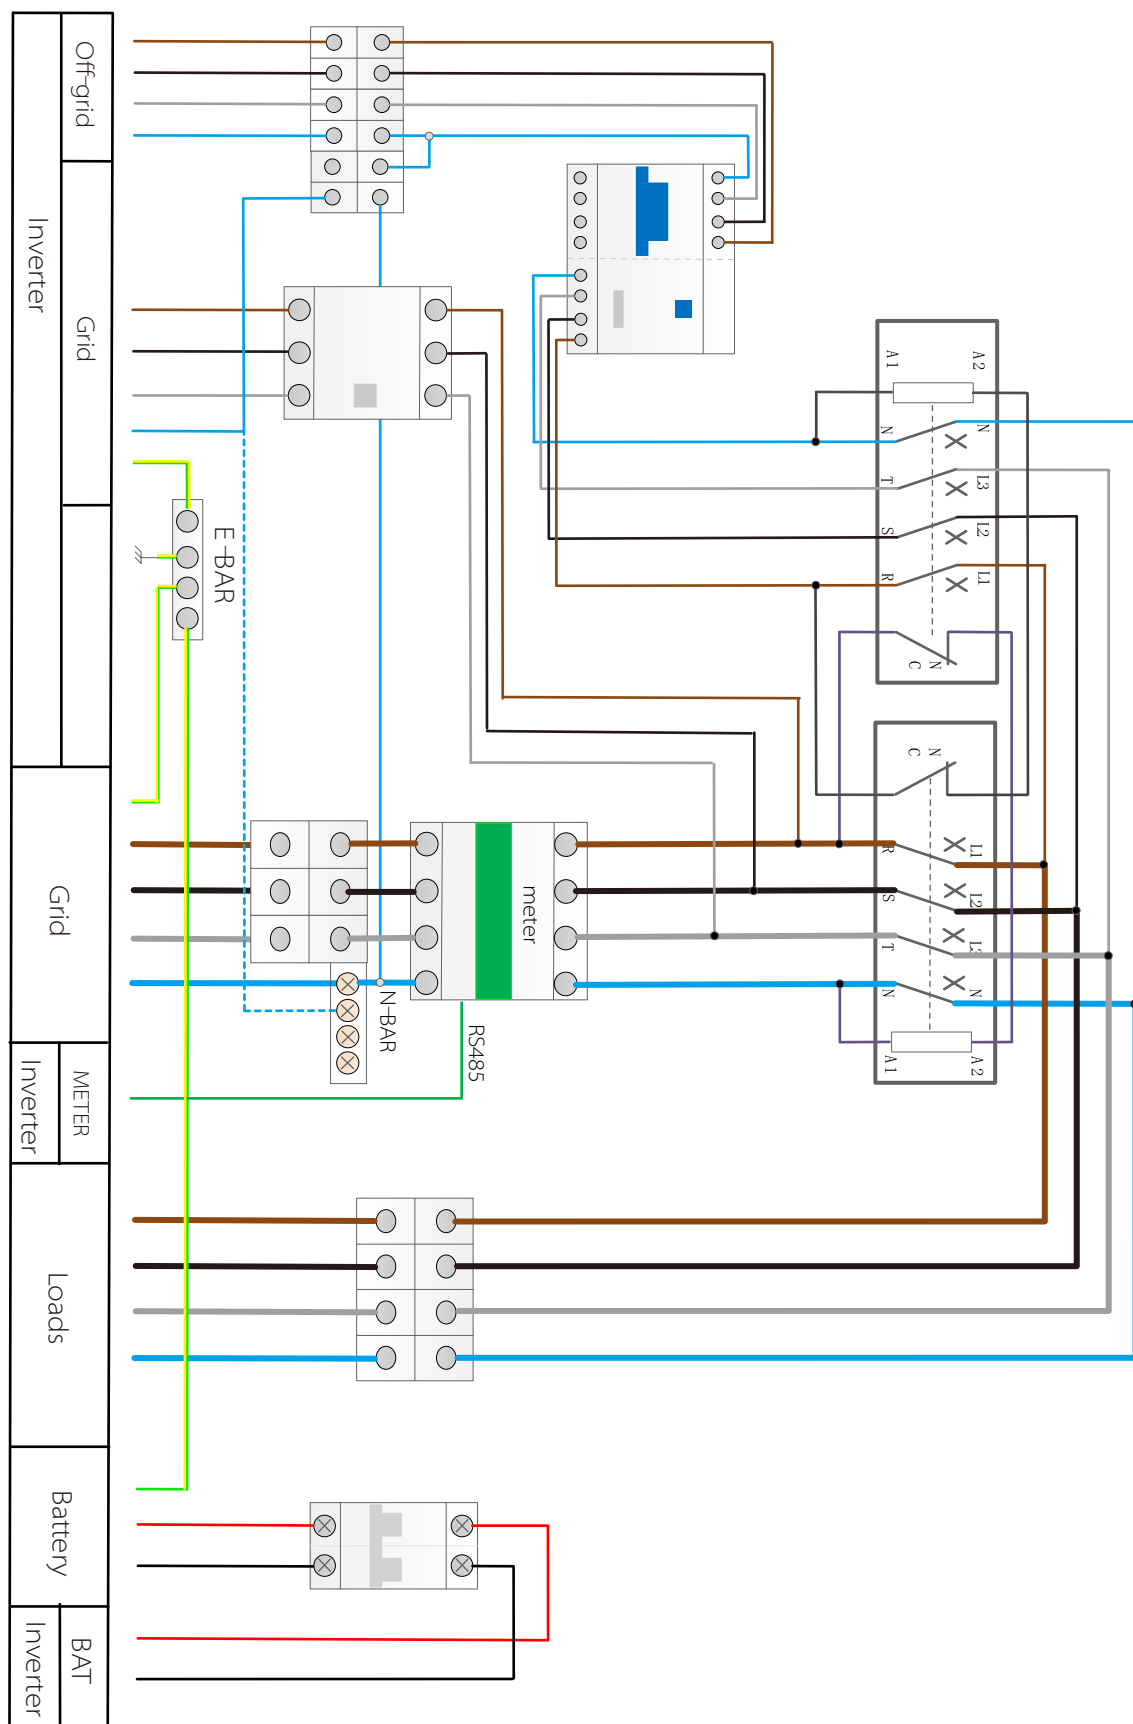 Off-grid
Inverter
Grid
E-BAR
A1
A2
N
N
T
L3
S
L2
R
L1
C
N
C
N
R
L1
S
L2
T
L3
N
N
A1
A2
Grid
meter
N-BAR
RS485
METER
Inverter
Loads
Battery
BAT
Inverter